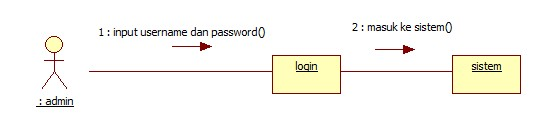 1 : input username dan password()
2 : masuk ke sistem()
login
sistem
: admin